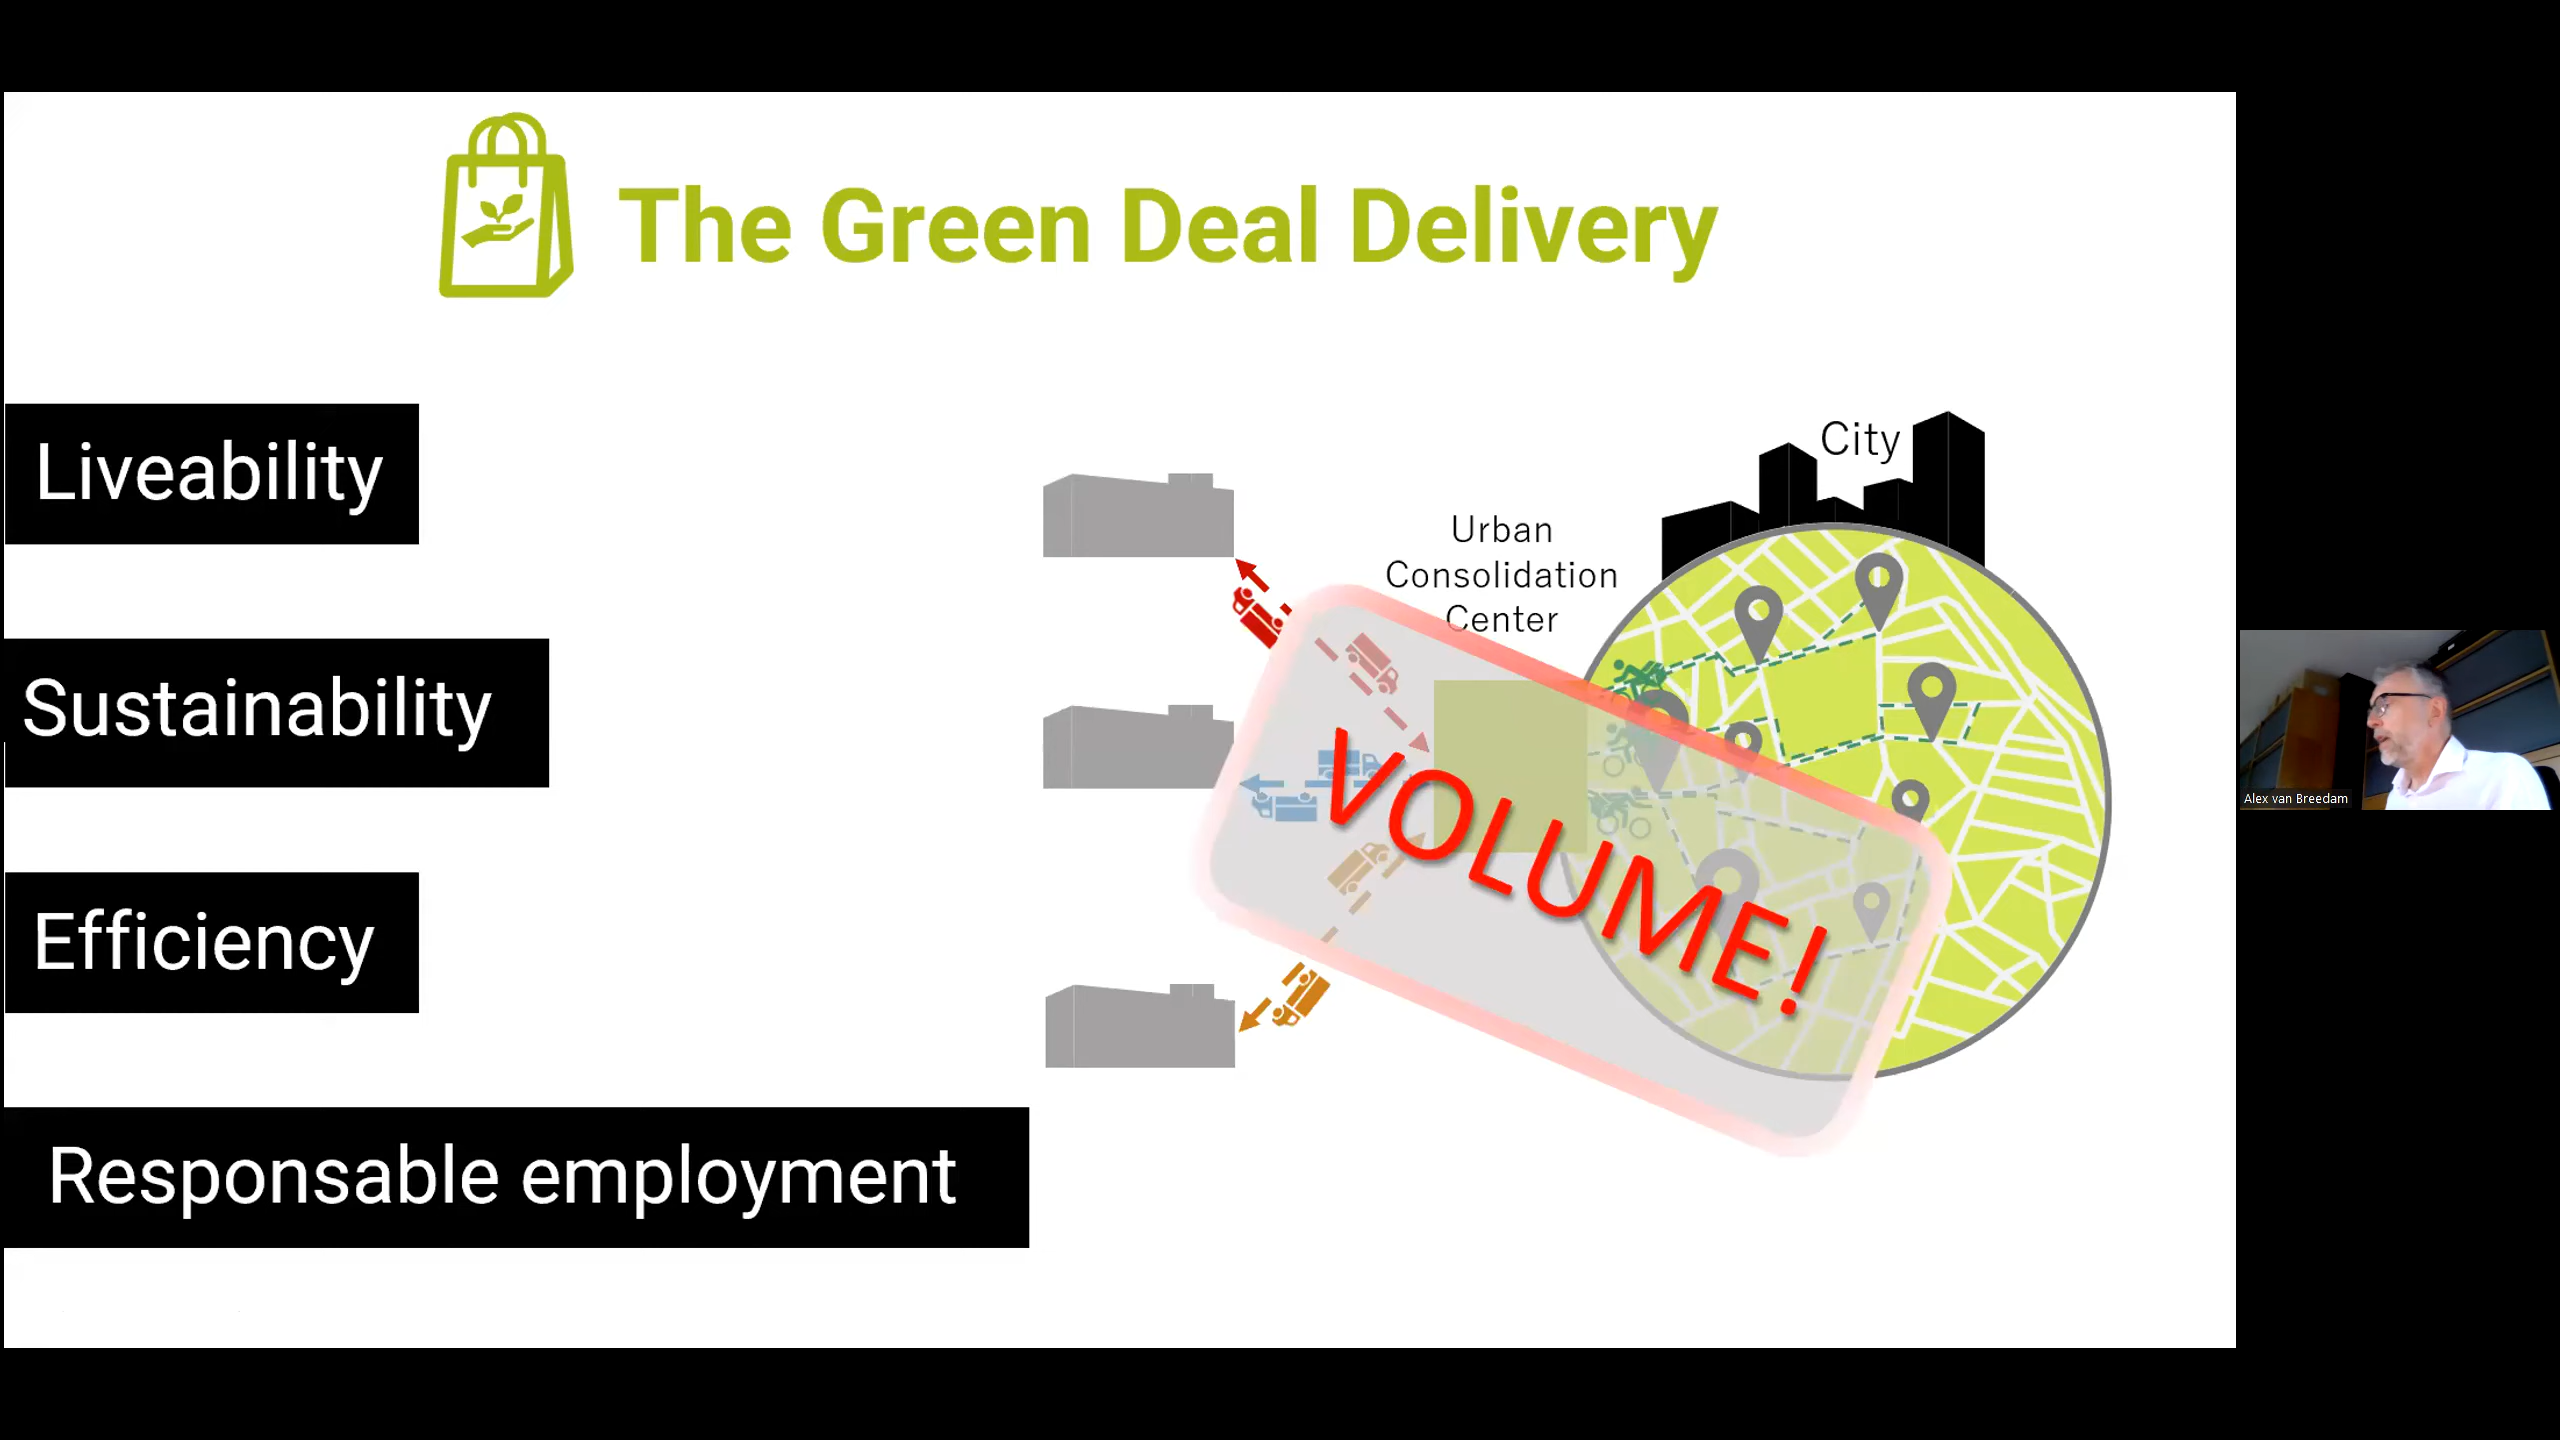 The Green Deal Delivery
Liveability
Sustainability
Efficiency
Responsable employment
City
Urban
Consolidation
Center
VOLUME!
Alex van Breedam